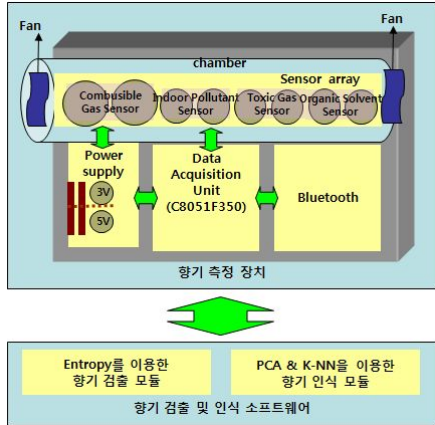 Fan
Fan
chamber
Sensor array
Combusible
Gas Sensor
Indoor Pollutant
Sensor
Toxic Gas
Sensor
Organic Solvent
Sensor
Power
supply
3V
5V
Data
Acquisition
Unit
(C8051F350)
Bluetooth
향기 측정 장치
Entropy를 이용한
향기 검출 모듈
PCA & K-NN을 이용한
향기 인식 모듈
향기 검출 및 인식 소프트웨어